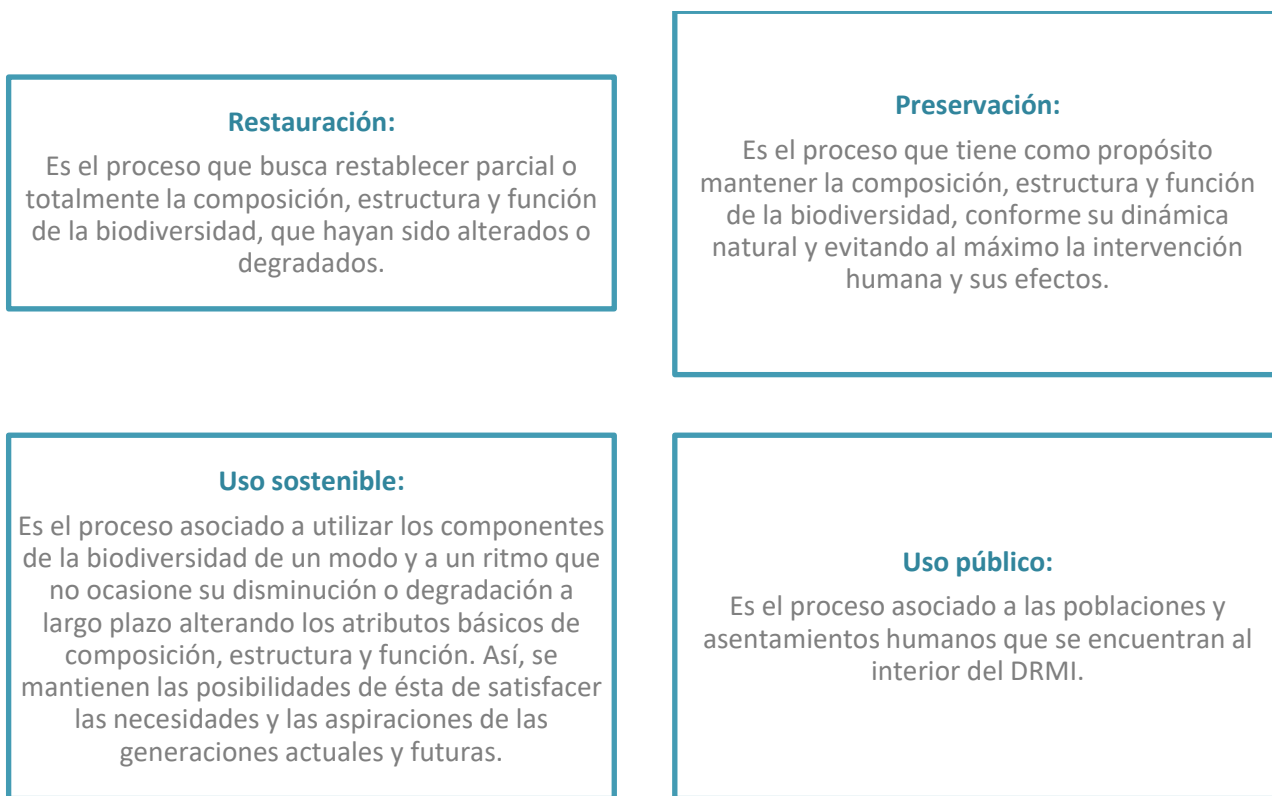 Restauración:
Es el proceso que busca restablecer parcial o
totalmente la composición, estructura y función
de la biodiversidad, que hayan sido alterados o
degradados.
Preservación:
Es el proceso que tiene como propósito
mantener la composición, estructura y función
de la biodiversidad, conforme su dinámica
natural y evitando al máximo la intervención
humana y sus efectos.
Uso sostenible:
Es el proceso asociado a utilizar los componentes
de la biodiversidad de un modo y a un ritmo que
no ocasione su disminución o degradación a
largo plazo alterando los atributos básicos de
composición, estructura y función. Así, se
mantienen las posibilidades de ésta de satisfacer
las necesidades y las aspiraciones de las
generaciones actuales y futuras.
Uso público:
Es el proceso asociado a las poblaciones y
asentamientos humanos que se encuentran al
interior del DRMI.